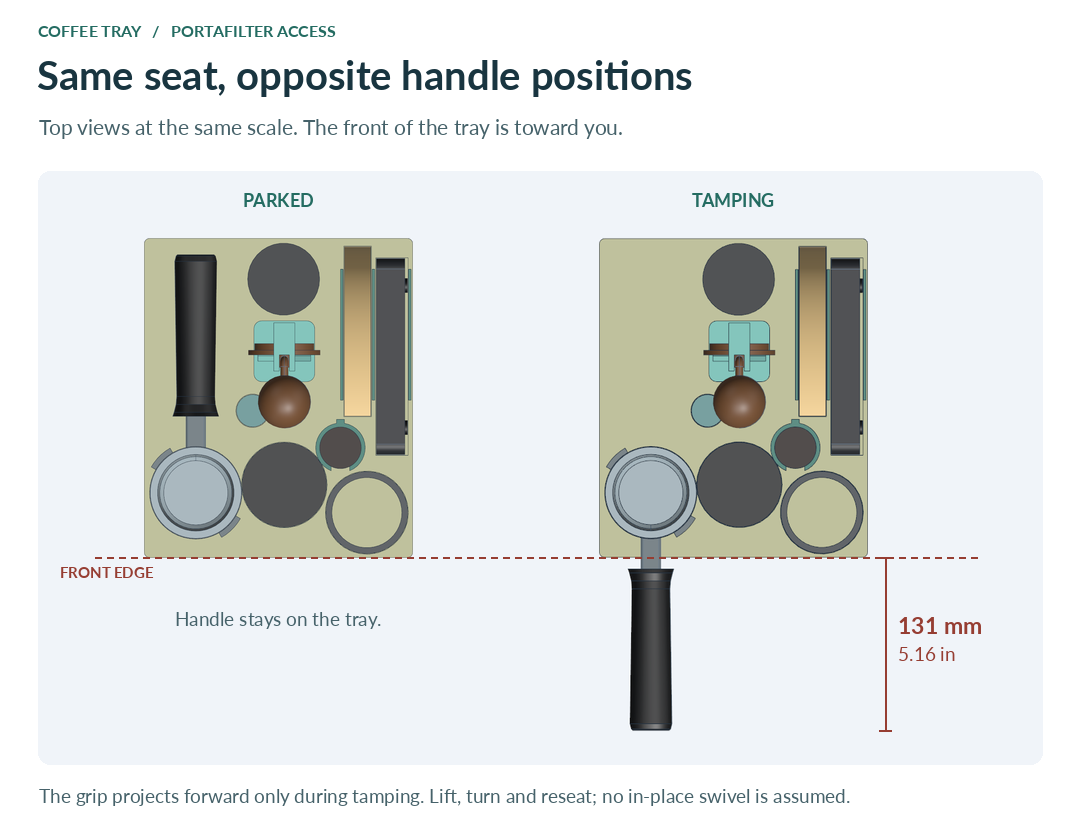 COFFEE TRAY / PORTAFILTER ACCESS
Same seat, opposite handle positions
Top views at the same scale. The front of the tray is toward you.
PARKED
TAMPING
FRONT EDGE
Handle stays on the tray.
131 mm
5.16 in
The grip projects forward only during tamping. Lift, turn and reseat; no in-place swivel is assumed.